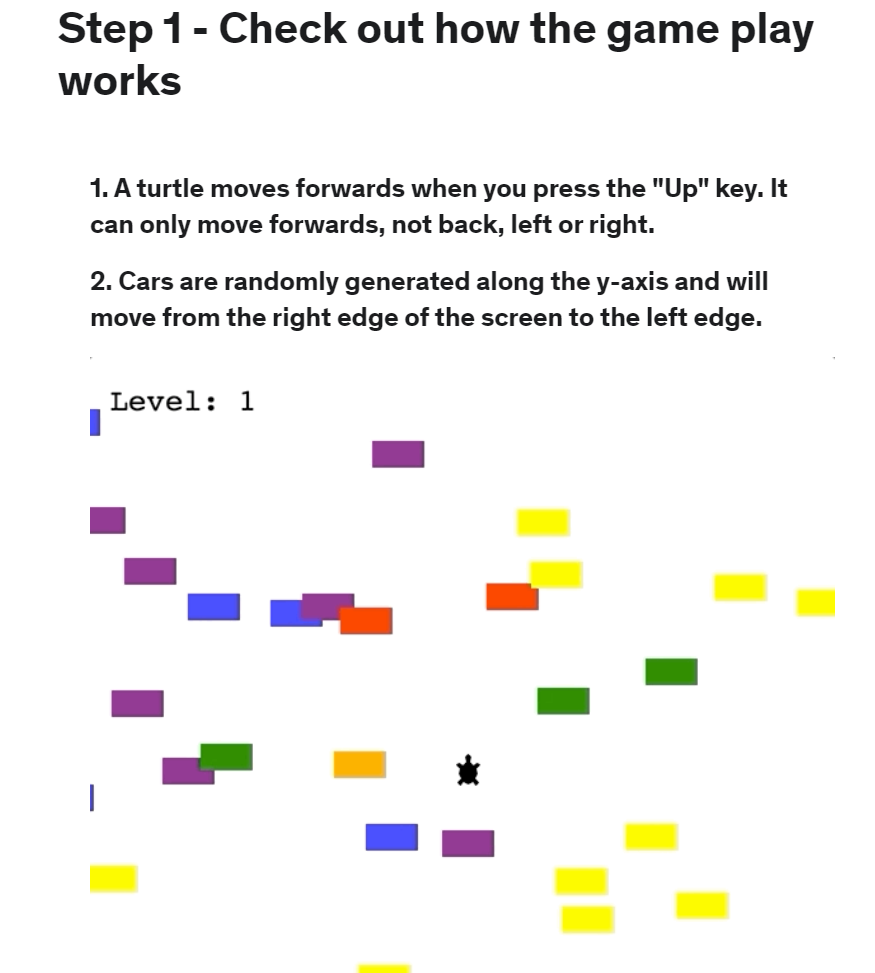 Step 1 - Check out how the game play
works
1. A turtle moves forwards when you press the "Up" key. It
can only move forwards, not back, left or right.
2. Cars are randomly generated along the y-axis and will
move from the right edge of the screen to the left edge.
Level: 1